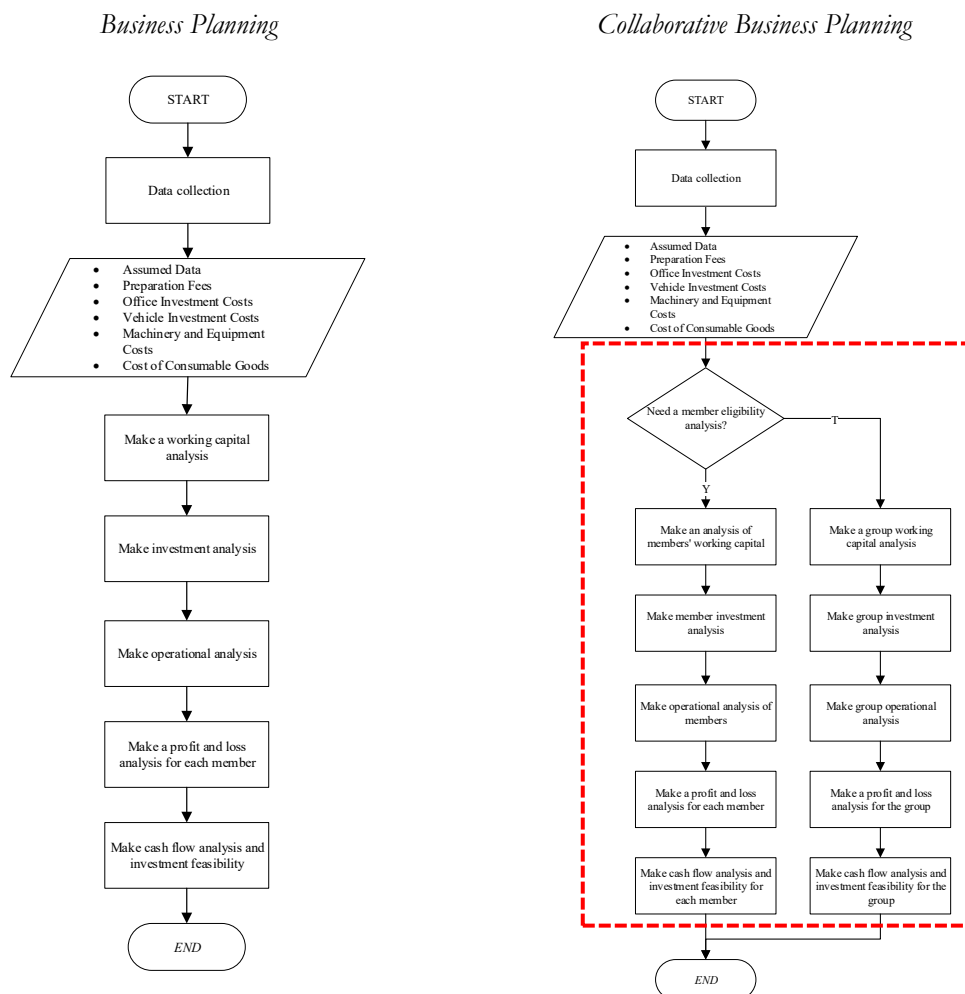 Business Planning
START
Data collection
• Assumed Data
• Preparation Fees
• Office Investment Costs
• Vehicle Investment Costs
• Machinery and Equipment
Costs
• Cost of Consumable Goods
Make a working capital
analysis
Make investment analysis
Make operational analysis
Make a profit and loss
analysis for each member
Make cash flow analysis and
investment feasibility
END
Collaborative Business Planning
START
Data collection
• Assumed Data
• Preparation Fees
• Office Investment Costs
• Vehicle Investment Costs
• Machinery and Equipment
Costs
• Cost of Consumable Goods
Need a member eligibility
analysis?
T
Y
Make an analysis of
members' working capital
Make member investment
analysis
Make operational analysis of
members
Make a profit and loss
analysis for each member
Make cash flow analysis and
investment feasibility for
each member
Make a group working
capital analysis
Make group investment
analysis
Make group operational
analysis
Make a profit and loss
analysis for the group
Make cash flow analysis and
investment feasibility for the
group
END